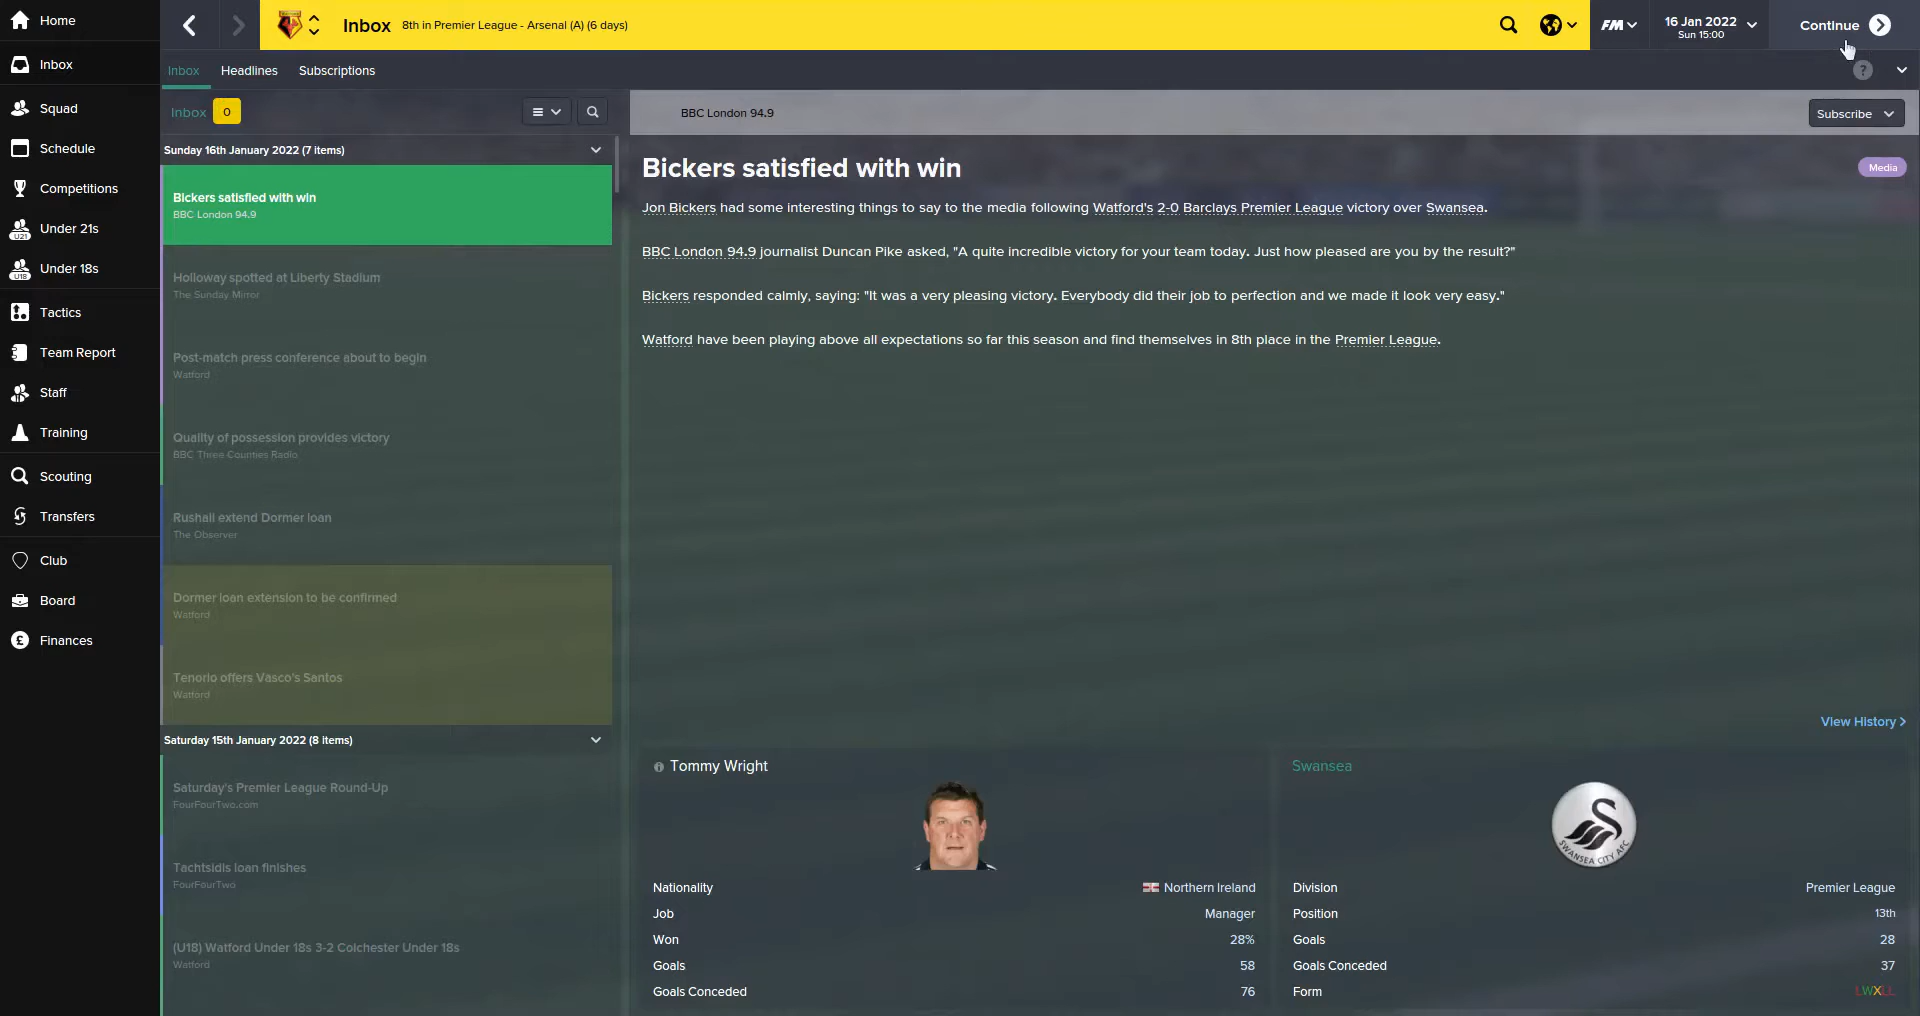 Home
Inbox
8th in Premier League - Arsenal (A) (6 days)
FM
16 Jan 2022
Sun 15:00
Continue
Inbox
Squad
Schedule
Competitions
U21
Under 21s
U18
Under 18s
Tactics
Team Report
Staff
Training
Scouting
Transfers
Club
Board
£
Finances
Inbox
Headlines
Subscriptions
?
Inbox
0
Sunday 16th January 2022 (7 items)
Bickers satisfied with win
BBC London 94.9
Holloway spotted at Liberty Stadium
The Sunday Mirror
Post-match press conference about to begin
Watford
Quality of possession provides victory
BBC Three Counties Radio
Rushall extend Dormer loan
The Observer
Dormer loan extension to be confirmed
Watford
Tenorio offers Vasco's Santos
Watford
Saturday 15th January 2022 (8 items)
Saturday's Premier League Round-Up
FourFourTwo.com
Tachtsidis loan finishes
FourFourTwo
(U18) Watford Under 18s 3-2 Colchester Under 18s
Watford
BBC London 94.9
Subscribe
Bickers satisfied with win
Media
Jon Bickers had some interesting things to say to the media following Watford's 2-0 Barclays Premier League victory over Swansea.
BBC London 94.9 journalist Duncan Pike asked, "A quite incredible victory for your team today. Just how pleased are you by the result?"
Bickers responded calmly, saying: "It was a very pleasing victory. Everybody did their job to perfection and we made it look very easy."
Watford have been playing above all expectations so far this season and find themselves in 8th place in the Premier League.
View History
Tommy Wright
Nationality Northern Ireland
Job Manager
Won 28%
Goals 58
Goals Conceded 76
Swansea
SWANSEA CITY AFC
Division Premier League
Position 13th
Goals 28
Goals Conceded 37
Form LWXLL